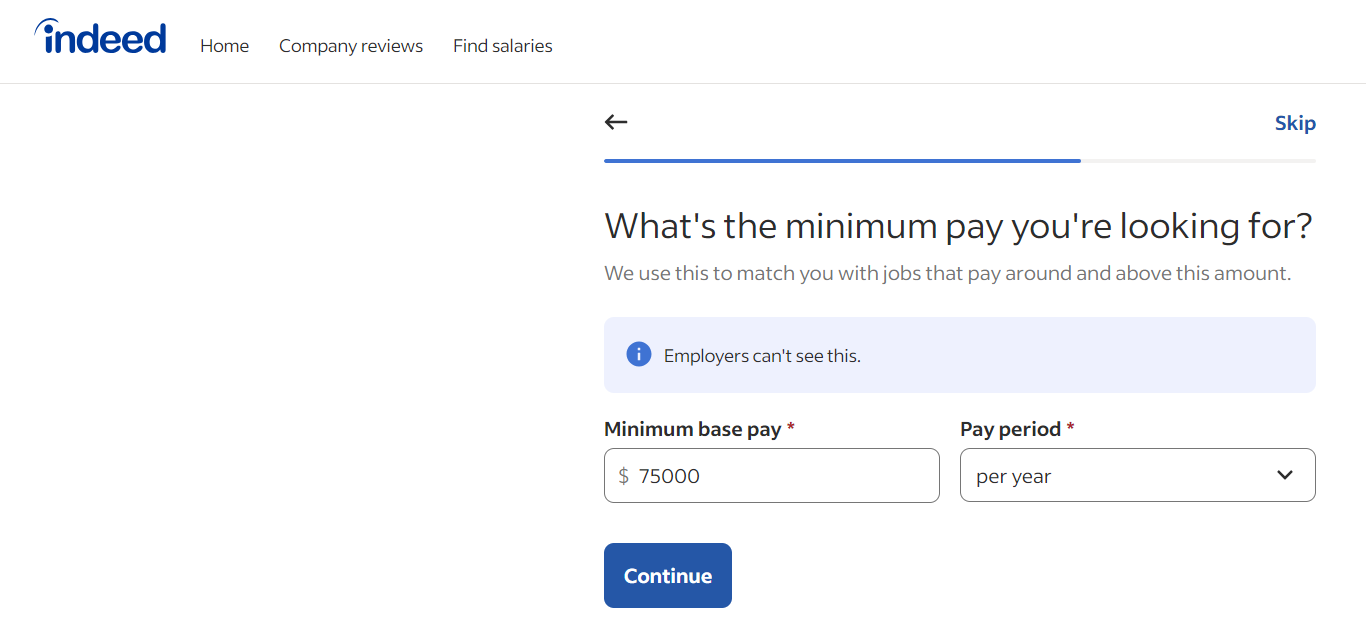 indeed Home Company reviews Find salaries
Skip
What's the minimum pay you're looking for?
We use this to match you with jobs that pay around and above this amount.
Employers can't see this.
Minimum base pay * Pay period *
$ 75000 per year
Continue